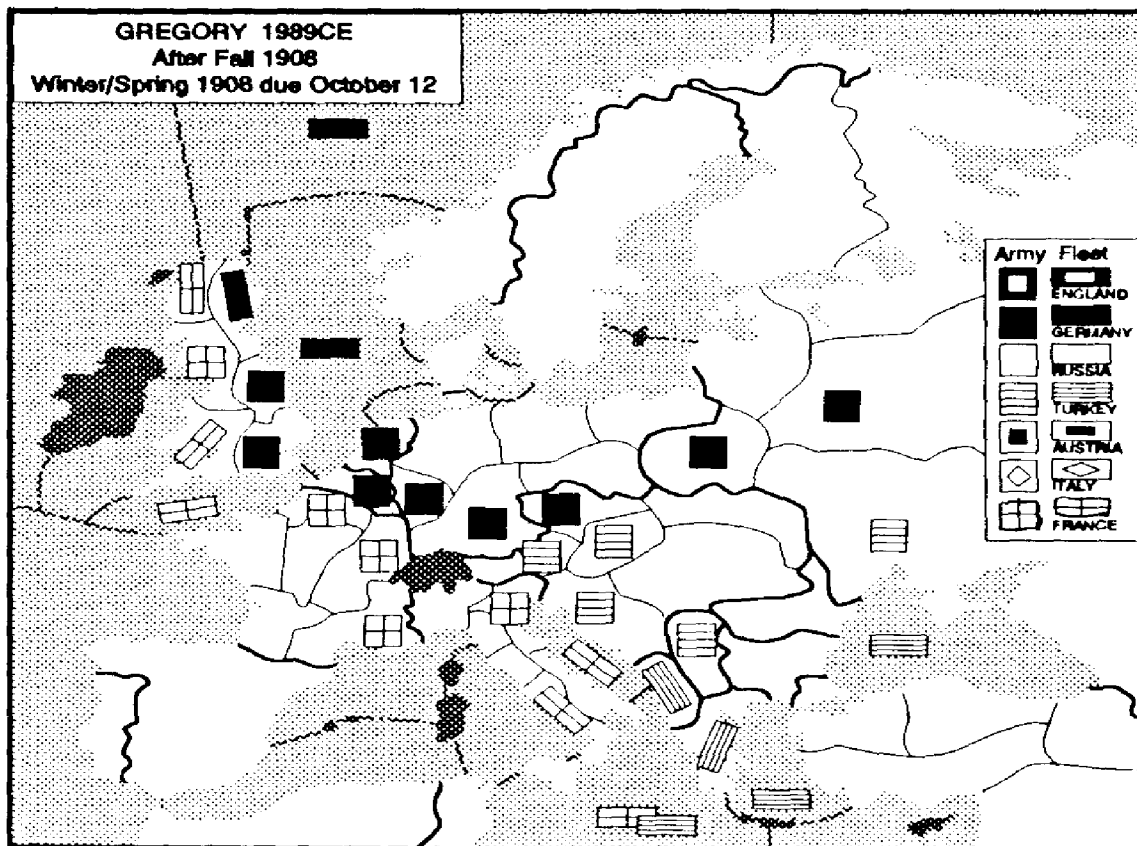 GREGORY 1989CE
After Fall 1908
Winter/Spring 1908 due October 12
Army Fleet
ENGLAND
GERMANY
RUSSIA
TURKEY
AUSTRIA
ITALY
FRANCE